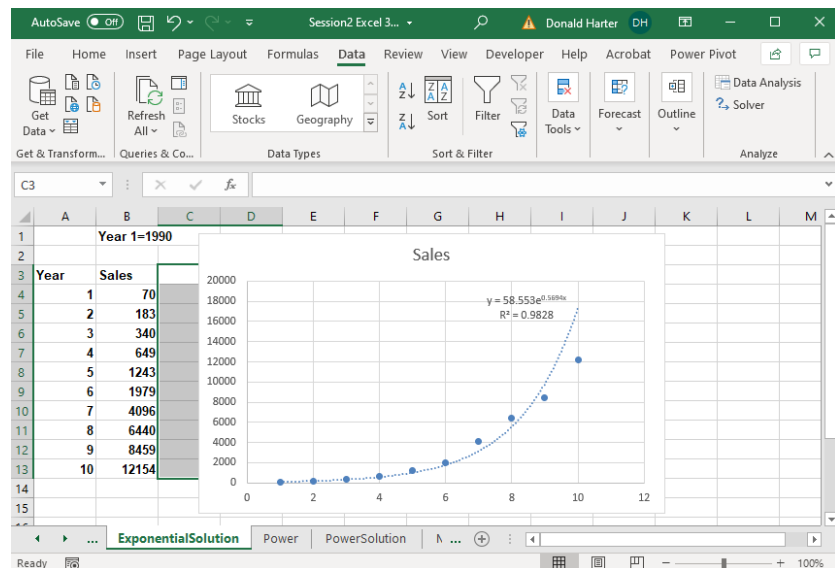 AutoSave Off Session2 Excel 3... Donald Harter DH
File Home Insert Page Layout Formulas Data Review View Developer Help Acrobat Power Pivot
Get Data
Refresh All
Stocks
Geography
A Z
Z A
Z A A Z
Sort
Filter
Data Tools
Forecast
Outline
Data Analysis
? Solver
Get & Transform... Queries & Co... Data Types Sort & Filter Analyze
C3 fx
A B C D E F G H I J K L M
1 Year 1=1990
2
3 Year Sales
4 1 70
5 2 183
6 3 340
7 4 649
8 5 1243
9 6 1979
10 7 4096
11 8 6440
12 9 8459
13 10 12154
14
15
Sales
20000
18000
16000
14000
12000
10000
8000
6000
4000
2000
0
0 2 4 6 8 10 12
y = 58.553e^0.5694x
R² = 0.9828
... ExponentialSolution Power PowerSolution ...
Ready 100%